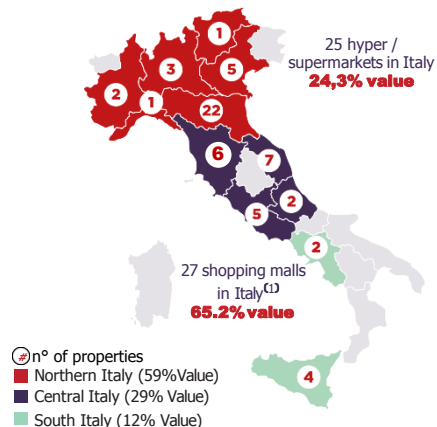 1
25 hyper /
supermarkets in Italy
24,3% value
3
5
2
1
22
6
7
2
5
2
27 shopping malls
in Italy(1)
65.2% value
4
# n° of properties
Northern Italy (59%Value)
Central Italy (29% Value)
South Italy (12% Value)